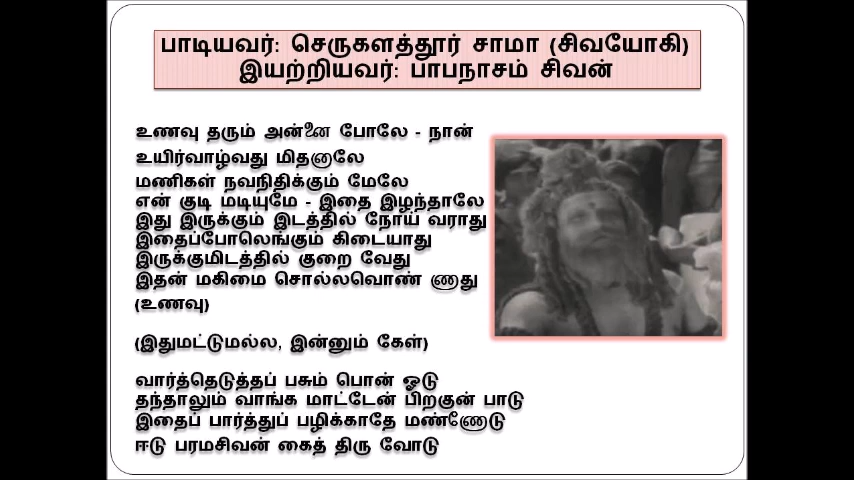 பாடியவர்: செருகளத்தூர் சாமா (சிவயோகி)
இயற்றியவர்: பாபநாசம் சிவன்
உணவு தரும் அன்னை போலே - நான்
உயிர்வாழ்வது மிதனாலே
மணிகள் நவநிதிக்கும் மேலே
என் குடி மடியுமே - இதை இழந்தாலே
இது இருக்கும் இடத்தில் நோய் வராது
இதைப்போலெங்கும் கிடையாது
இருக்குமிடத்தில் குறை வேது
இதன் மகிமை சொல்லவொண் ணாது
(உணவு)
(இதுமட்டுமல்ல, இன்னும் கேள்)
வார்த்தெடுத்தப் பசும் பொன் ஓடு
தந்தாலும் வாங்க மாட்டேன் பிறகுன் பாடு
இதைப் பார்த்துப் பழிக்காதே மண்ணோடு
ஈடு பரமசிவன் கைத் திரு வோடு